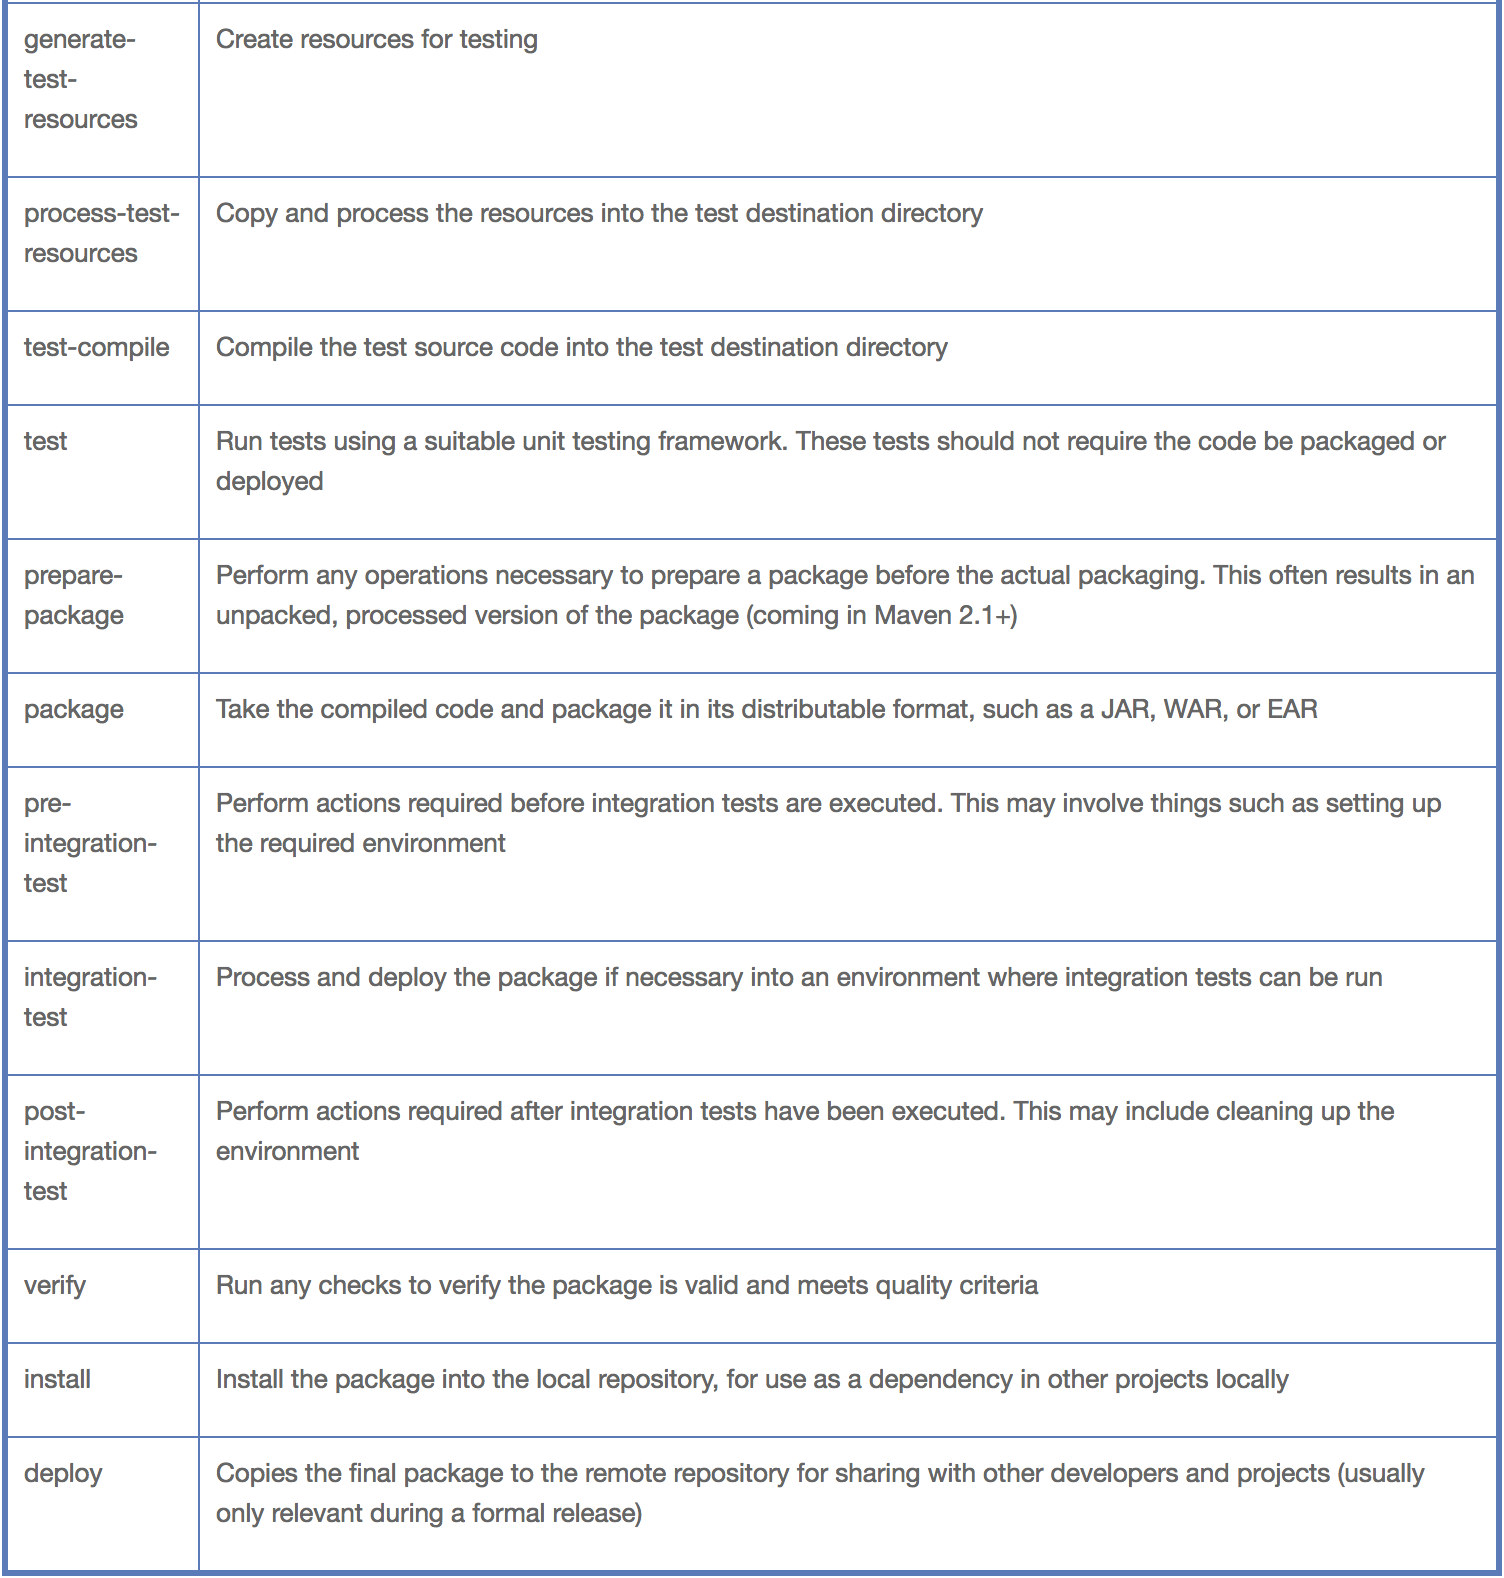 generate-
test-
resources
Create resources for testing
process-test-
resources
Copy and process the resources into the test destination directory
test-compile
Compile the test source code into the test destination directory
test
Run tests using a suitable unit testing framework. These tests should not require the code be packaged or
deployed
prepare-
package
Perform any operations necessary to prepare a package before the actual packaging. This often results in an
unpacked, processed version of the package (coming in Maven 2.1+)
package
Take the compiled code and package it in its distributable format, such as a JAR, WAR, or EAR
pre-
integration-
test
Perform actions required before integration tests are executed. This may involve things such as setting up
the required environment
integration-
test
Process and deploy the package if necessary into an environment where integration tests can be run
post-
integration-
test
Perform actions required after integration tests have been executed. This may include cleaning up the
environment
verify
Run any checks to verify the package is valid and meets quality criteria
install
Install the package into the local repository, for use as a dependency in other projects locally
deploy
Copies the final package to the remote repository for sharing with other developers and projects (usually
only relevant during a formal release)